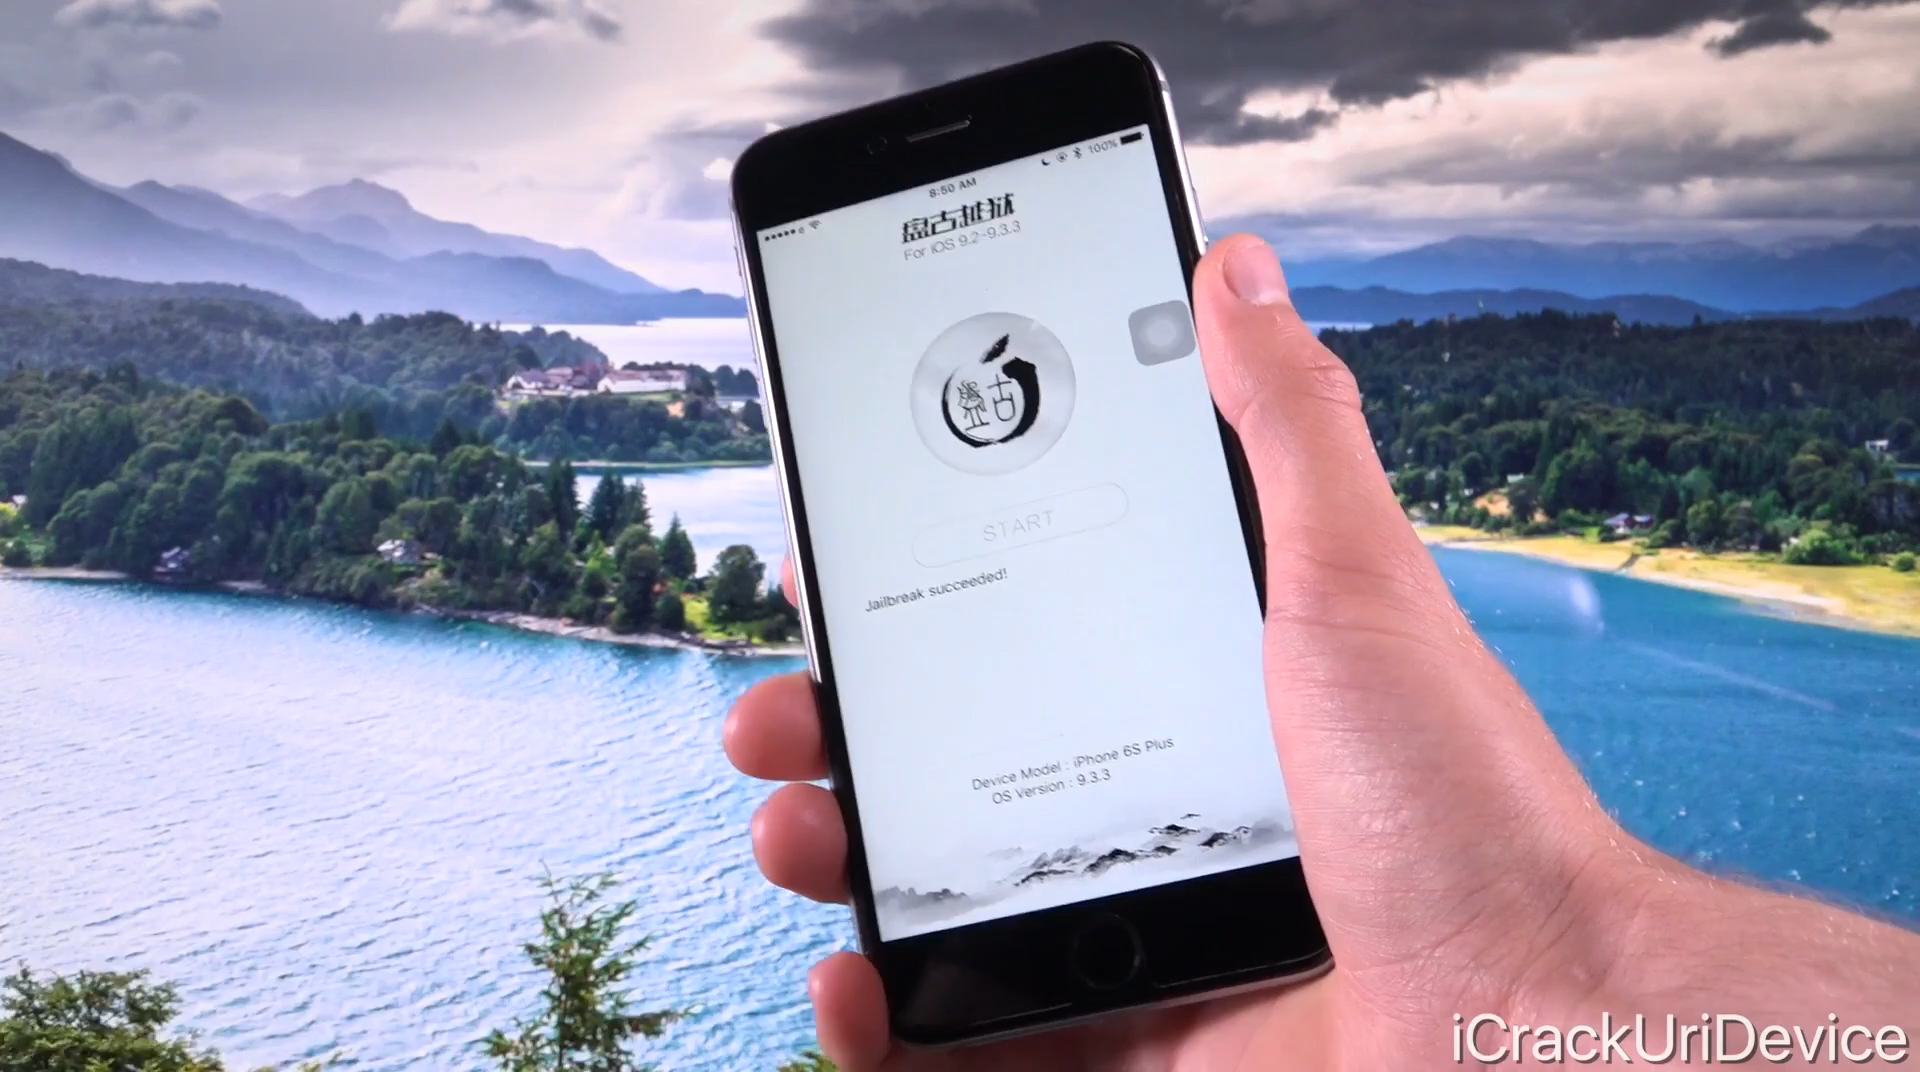 8:50 AM
100%
盘古越狱
For iOS 9.2-9.3.3
盘古
START
Jailbreak succeeded!
Device Model : iPhone 6S Plus
OS Version : 9.3.3
iCrackUriDevice